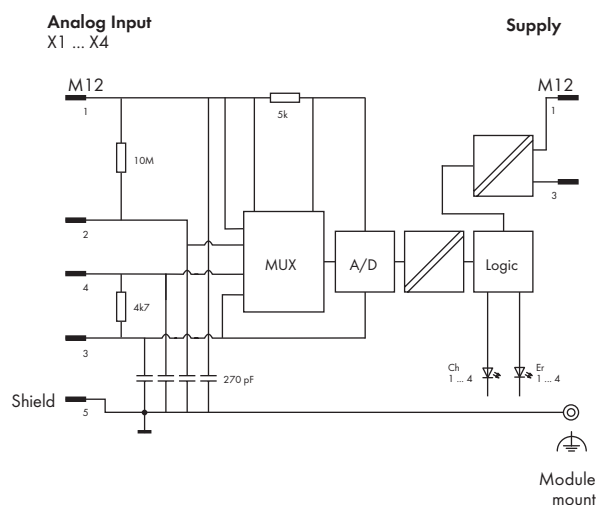 Analog Input
X1 ... X4
Supply
M12
1
5k
M12
1
10M
3
2
MUX
A/D
Logic
4
4k7
3
Ch
1 ... 4
Er
1 ... 4
270 pF
Shield
5
Module
mount